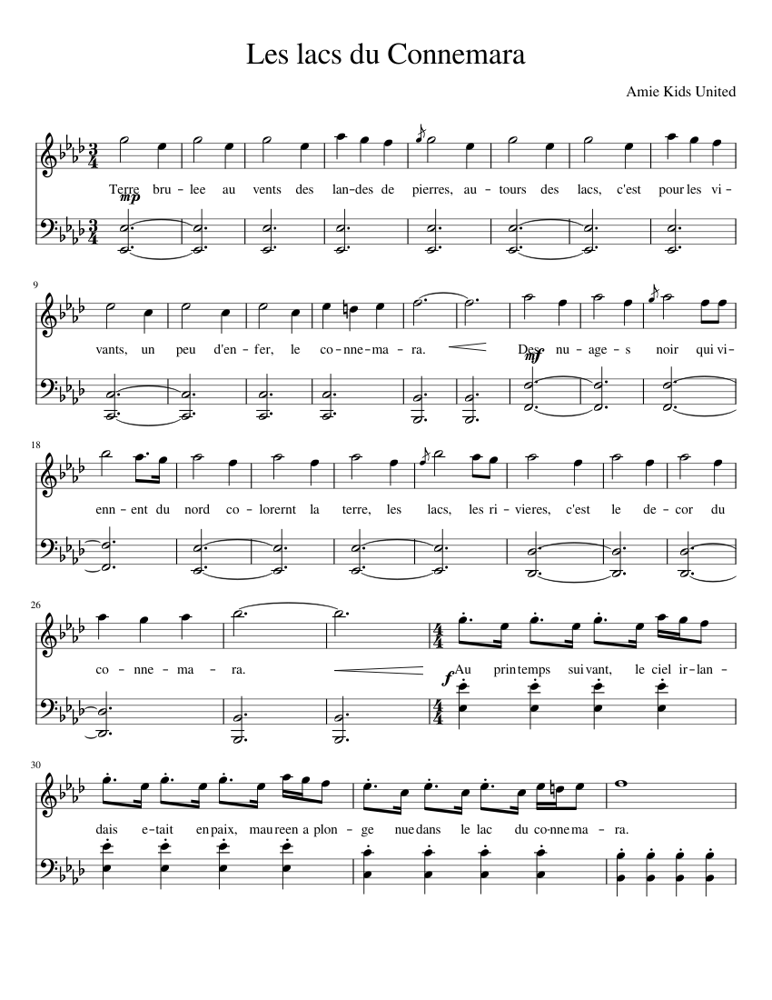 Les lacs du Connemara
Amie Kids United
Terre bru - lee au vents des lan - des de pierres, au - tours des lacs, c'est pour les vi -
mp
9
vants, un peu d'en - fer, le co - nne - ma - ra. Des nu - age - s noir qui vi -
mf
18
enn - ent du nord co - lorernt la terre, les lacs, les ri - vieres, c'est le de - cor du
26
co - nne - ma - ra. Au prin temps sui vant, le ciel ir - lan -
f
30
dais e - tait en paix, mau reen a plon - ge nue dans le lac du co - nne ma - ra.